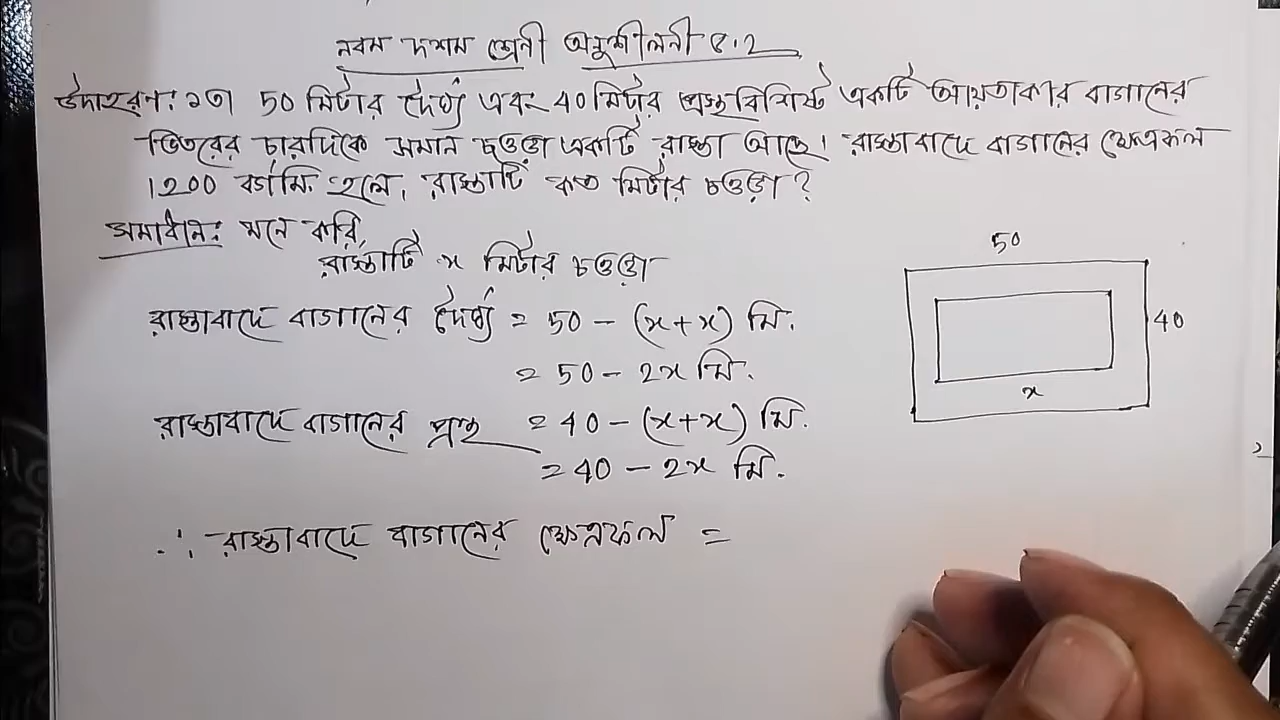 নবম দশম শ্রেনী অনুশীলনী ৫.2
উদাহরণ: ১৩। 50 মিটার দৈর্ঘ্য এবং 40 মিটার প্রস্থবিশিষ্ট একটি আয়তাকার বাগানের
ভিতরের চারদিকে সমান চওড়া একটি রাস্তা আছে। রাস্তাবাদে বাগানের ক্ষেত্রফল
1200 বর্গমি. হলে, রাস্তাটি কত মিটার চওড়া?
সমাধান: মনে করি,
রাস্তাটি x মিটার চওড়া
50
রাস্তাবাদে বাগানের দৈর্ঘ্য = 50 - (x+x) মি.
40
= 50 - 2x মি.
x
রাস্তাবাদে বাগানের প্রস্থ = 40 - (x+x) মি.
= 40 - 2x মি.
∴ রাস্তাবাদে বাগানের ক্ষেত্রফল =